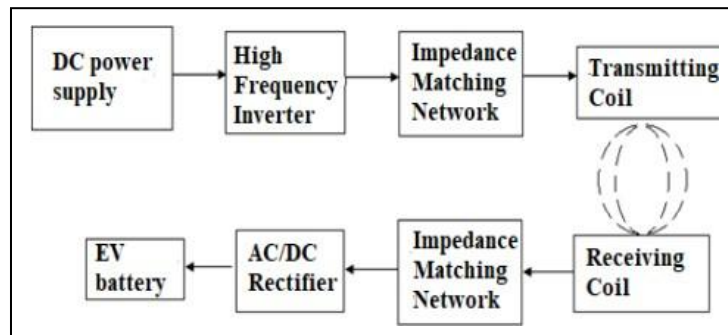 DC power
supply
High
Frequency
Inverter
Impedance
Matching
Network
Transmitting
Coil
EV
battery
AC/DC
Rectifier
Impedance
Matching
Network
Receiving
Coil